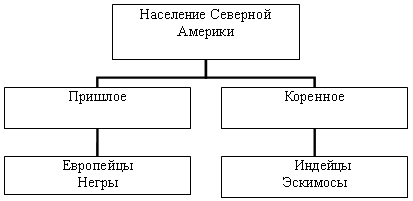 Население Северной
Америки
Пришлое
Коренное
Европейцы
Негры
Индейцы
Эскимосы